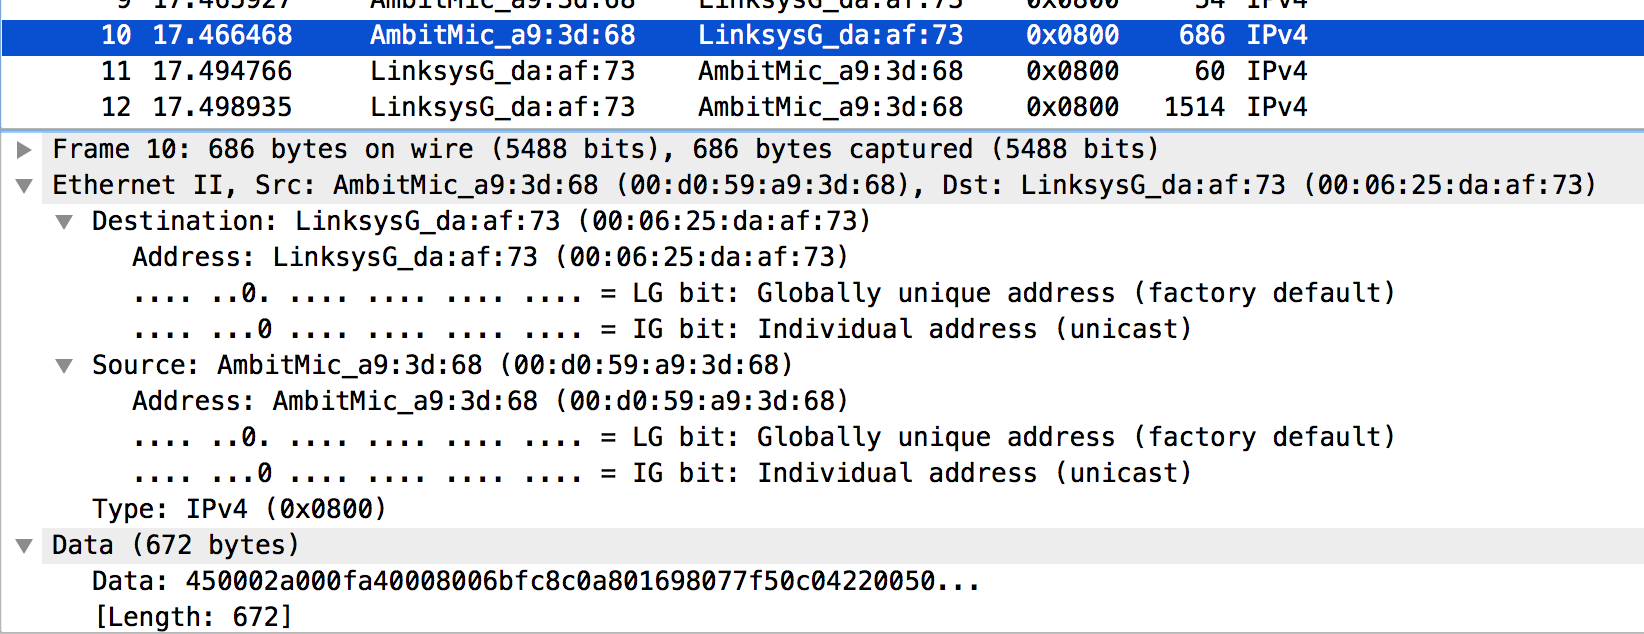 9 17.465927 AmbitMic_a9:3d:68 LinksysG_da:af:73 0x0800 54 IPv4
10 17.466468 AmbitMic_a9:3d:68 LinksysG_da:af:73 0x0800 686 IPv4
11 17.494766 LinksysG_da:af:73 AmbitMic_a9:3d:68 0x0800 60 IPv4
12 17.498935 LinksysG_da:af:73 AmbitMic_a9:3d:68 0x0800 1514 IPv4
Frame 10: 686 bytes on wire (5488 bits), 686 bytes captured (5488 bits)
Ethernet II, Src: AmbitMic_a9:3d:68 (00:d0:59:a9:3d:68), Dst: LinksysG_da:af:73 (00:06:25:da:af:73)
Destination: LinksysG_da:af:73 (00:06:25:da:af:73)
Address: LinksysG_da:af:73 (00:06:25:da:af:73)
.... ..0. .... .... .... .... = LG bit: Globally unique address (factory default)
.... ...0 .... .... .... .... = IG bit: Individual address (unicast)
Source: AmbitMic_a9:3d:68 (00:d0:59:a9:3d:68)
Address: AmbitMic_a9:3d:68 (00:d0:59:a9:3d:68)
.... ..0. .... .... .... .... = LG bit: Globally unique address (factory default)
.... ...0 .... .... .... .... = IG bit: Individual address (unicast)
Type: IPv4 (0x0800)
Data (672 bytes)
Data: 450002a000fa40008006bfc8c0a801698077f50c04220050...
[Length: 672]